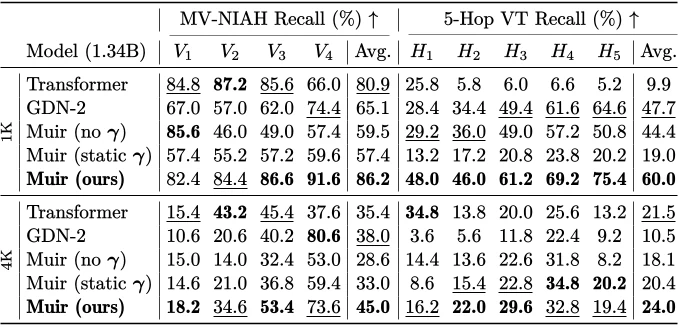 MV-NIAH Recall (%) ↑ 5-Hop VT Recall (%) ↑
Model (1.34B) V1 V2 V3 V4 Avg. H1 H2 H3 H4 H5 Avg.
1K
Transformer 84.8 87.2 85.6 66.0 80.9 25.8 5.8 6.0 6.6 5.2 9.9
GDN-2 67.0 57.0 62.0 74.4 65.1 28.4 34.4 49.4 61.6 64.6 47.7
Muir (no γ) 85.6 46.0 49.0 57.4 59.5 29.2 36.0 49.0 57.2 50.8 44.4
Muir (static γ) 57.4 55.2 57.2 59.6 57.4 13.2 17.2 20.8 23.8 20.2 19.0
Muir (ours) 82.4 84.4 86.6 91.6 86.2 48.0 46.0 61.2 69.2 75.4 60.0
4K
Transformer 15.4 43.2 45.4 37.6 35.4 34.8 13.8 20.0 25.6 13.2 21.5
GDN-2 10.6 20.6 40.2 80.6 38.0 3.6 5.6 11.8 22.4 9.2 10.5
Muir (no γ) 15.0 14.0 32.4 53.0 28.6 14.4 13.6 22.6 31.8 8.2 18.1
Muir (static γ) 14.6 21.0 36.8 59.4 33.0 8.6 15.4 22.8 34.8 20.2 20.4
Muir (ours) 18.2 34.6 53.4 73.6 45.0 16.2 22.0 29.6 32.8 19.4 24.0